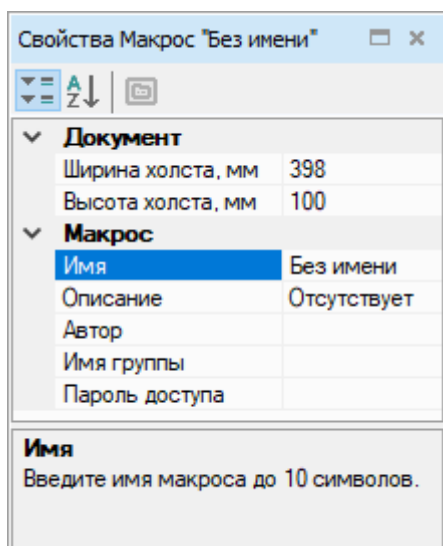 Свойства Макрос "Без имени"
Документ
Ширина холста, мм 398
Высота холста, мм 100
Макрос
Имя Без имени
Описание Отсутствует
Автор
Имя группы
Пароль доступа
Имя
Введите имя макроса до 10 символов.